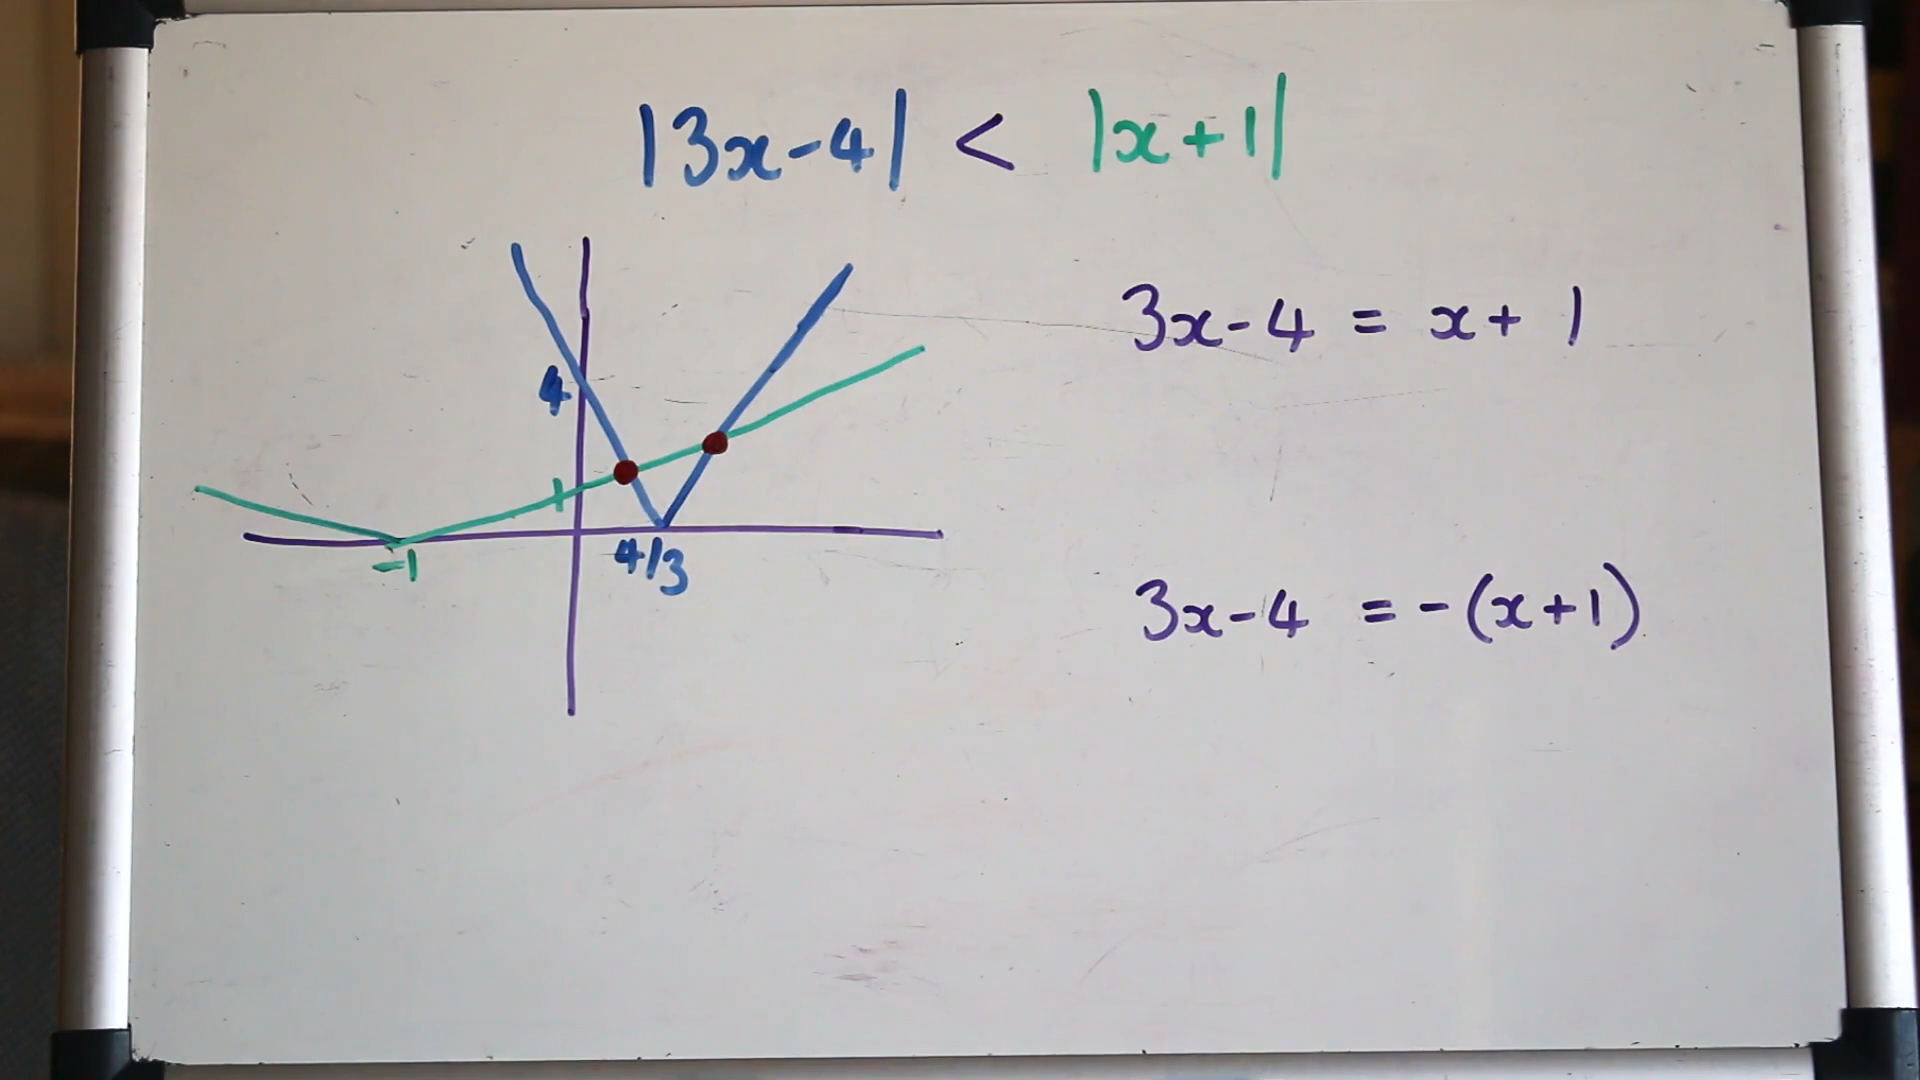 |3x-4| < |x+1|
3x-4 = x+1
4
1
-1
4/3
3x-4 = -(x+1)